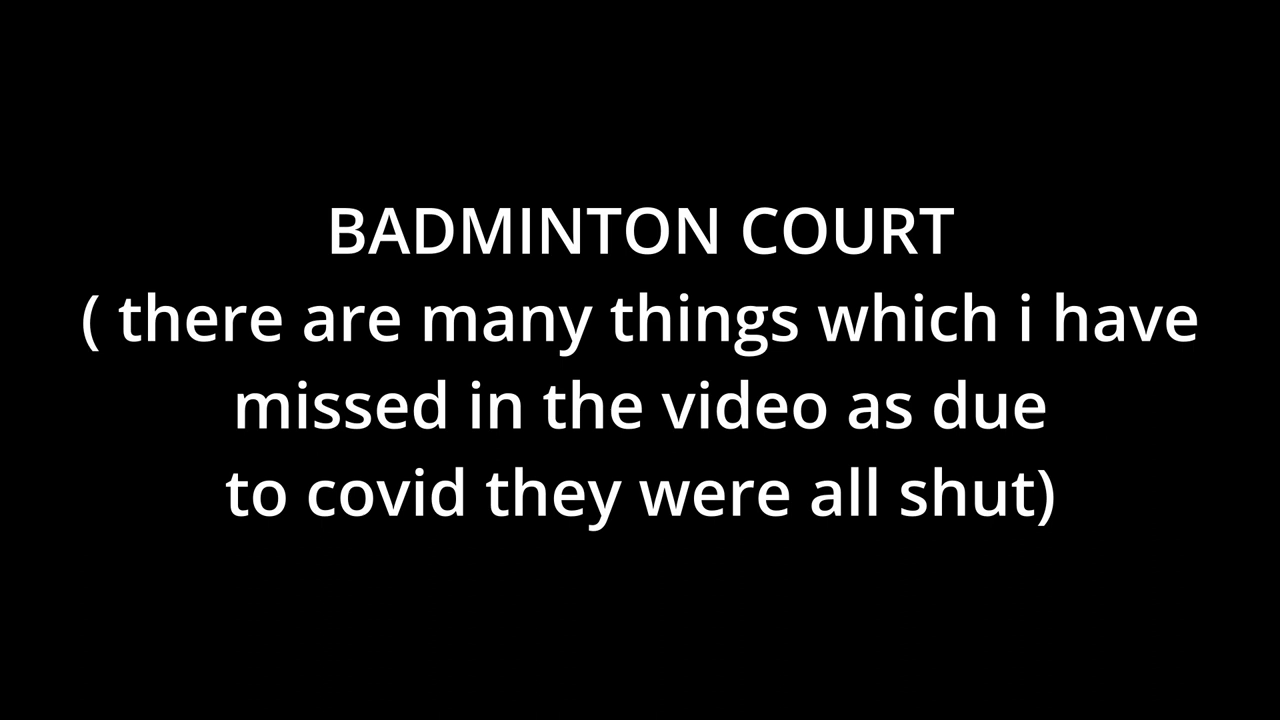 BADMINTON COURT
( there are many things which i have
missed in the video as due
to covid they were all shut)